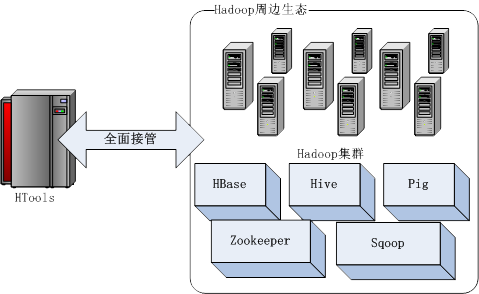 Hadoop周边生态
全面接管
HTools
Hadoop集群
HBase
Hive
Pig
Zookeeper
Sqoop